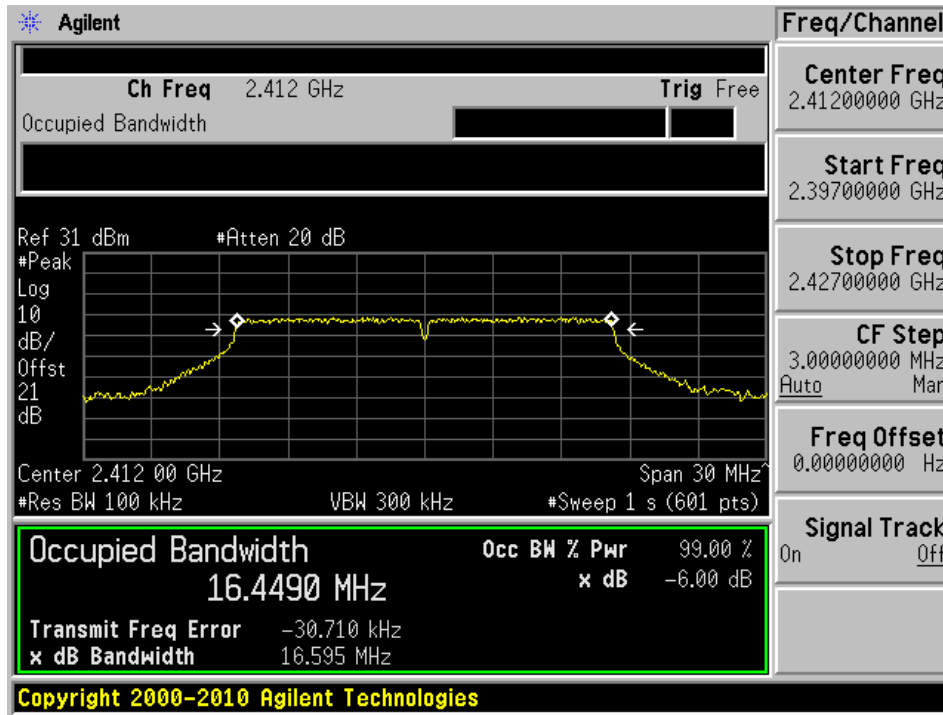 Agilent
Freq/Channel
Ch Freq 2.412 GHz Trig Free
Occupied Bandwidth
Center Freq
2.41200000 GHz
Start Freq
2.39700000 GHz
Stop Freq
2.42700000 GHz
CF Step
3.00000000 MHz
Auto Man
Freq Offset
0.00000000 Hz
Signal Track
On Off
Ref 31 dBm #Atten 20 dB
#Peak
Log
10
dB/
Offst
21
dB
Center 2.412 00 GHz Span 30 MHz^
#Res BW 100 kHz VBW 300 kHz #Sweep 1 s (601 pts)
Occupied Bandwidth
16.4490 MHz
Occ BW % Pwr 99.00 %
x dB -6.00 dB
Transmit Freq Error -30.710 kHz
x dB Bandwidth 16.595 MHz
Copyright 2000-2010 Agilent Technologies